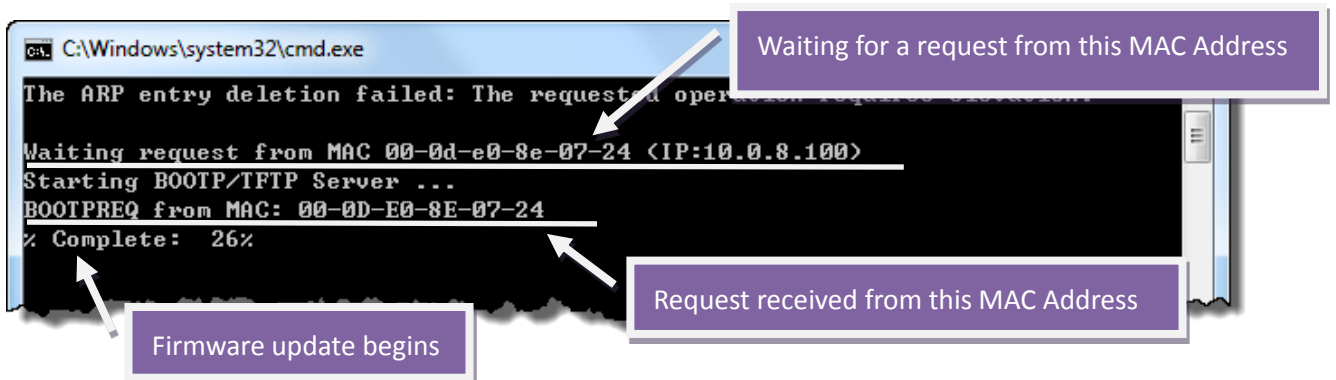 C:\Windows\system32\cmd.exe
Waiting for a request from this MAC Address
The ARP entry deletion failed: The requested operation requires elevation.
Waiting request from MAC 00-0d-e0-8e-07-24 (IP:10.0.8.100)
Starting BOOTP/TFTP Server ...
BOOTPREQ from MAC: 00-0D-E0-8E-07-24
% Complete:  26%
Request received from this MAC Address
Firmware update begins